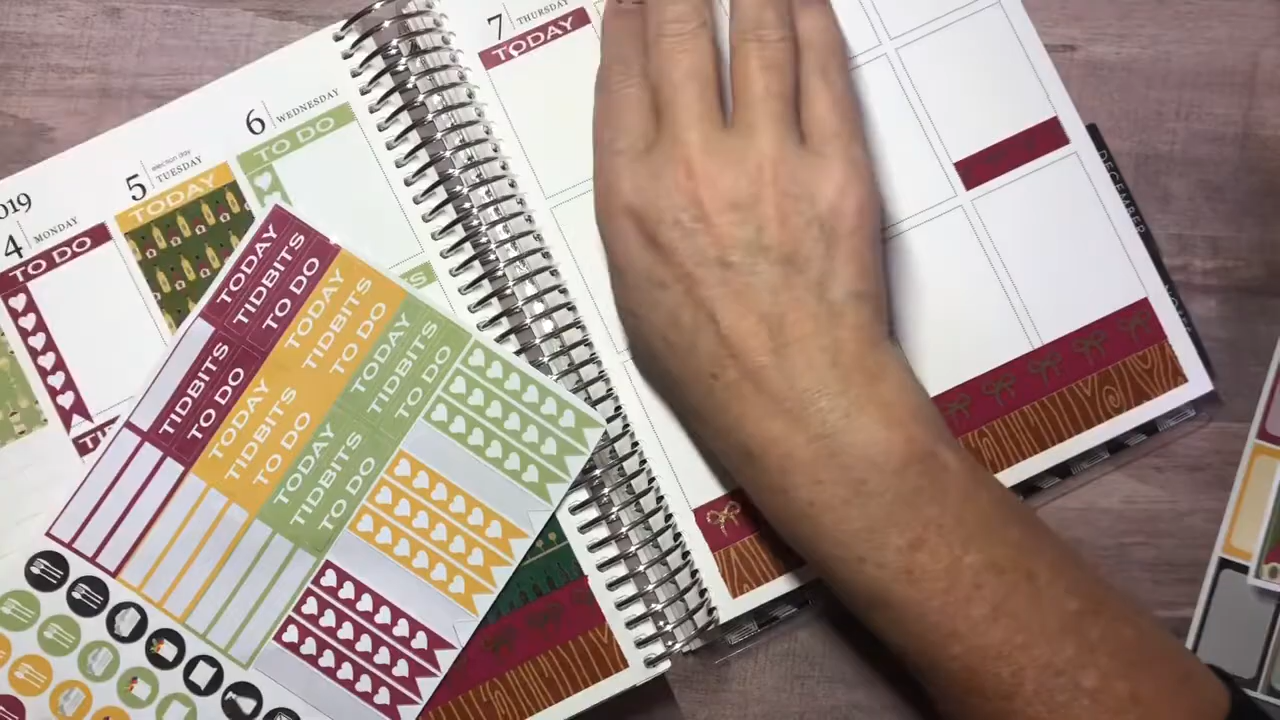 7 THURSDAY
TODAY
6 WEDNESDAY
TO DO
5 election day
TUESDAY
TODAY
019
4 MONDAY
TO DO
DECEMBER
TODAY
TIDBITS
TO DO
TODAY
TIDBITS
TO DO
TODAY
TIDBITS
TO DO
TIDBITS
TO DO
TODAY
TIDBITS
TO DO
TODAY
TIDBITS
TO DO